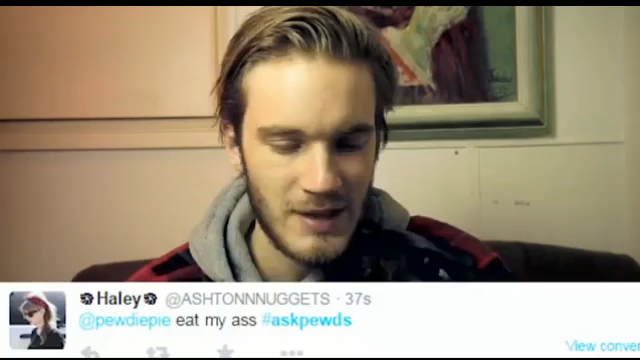 Haley @ASHTONNNUGGETS · 37s
@pewdiepie eat my ass #askpewds
View conver